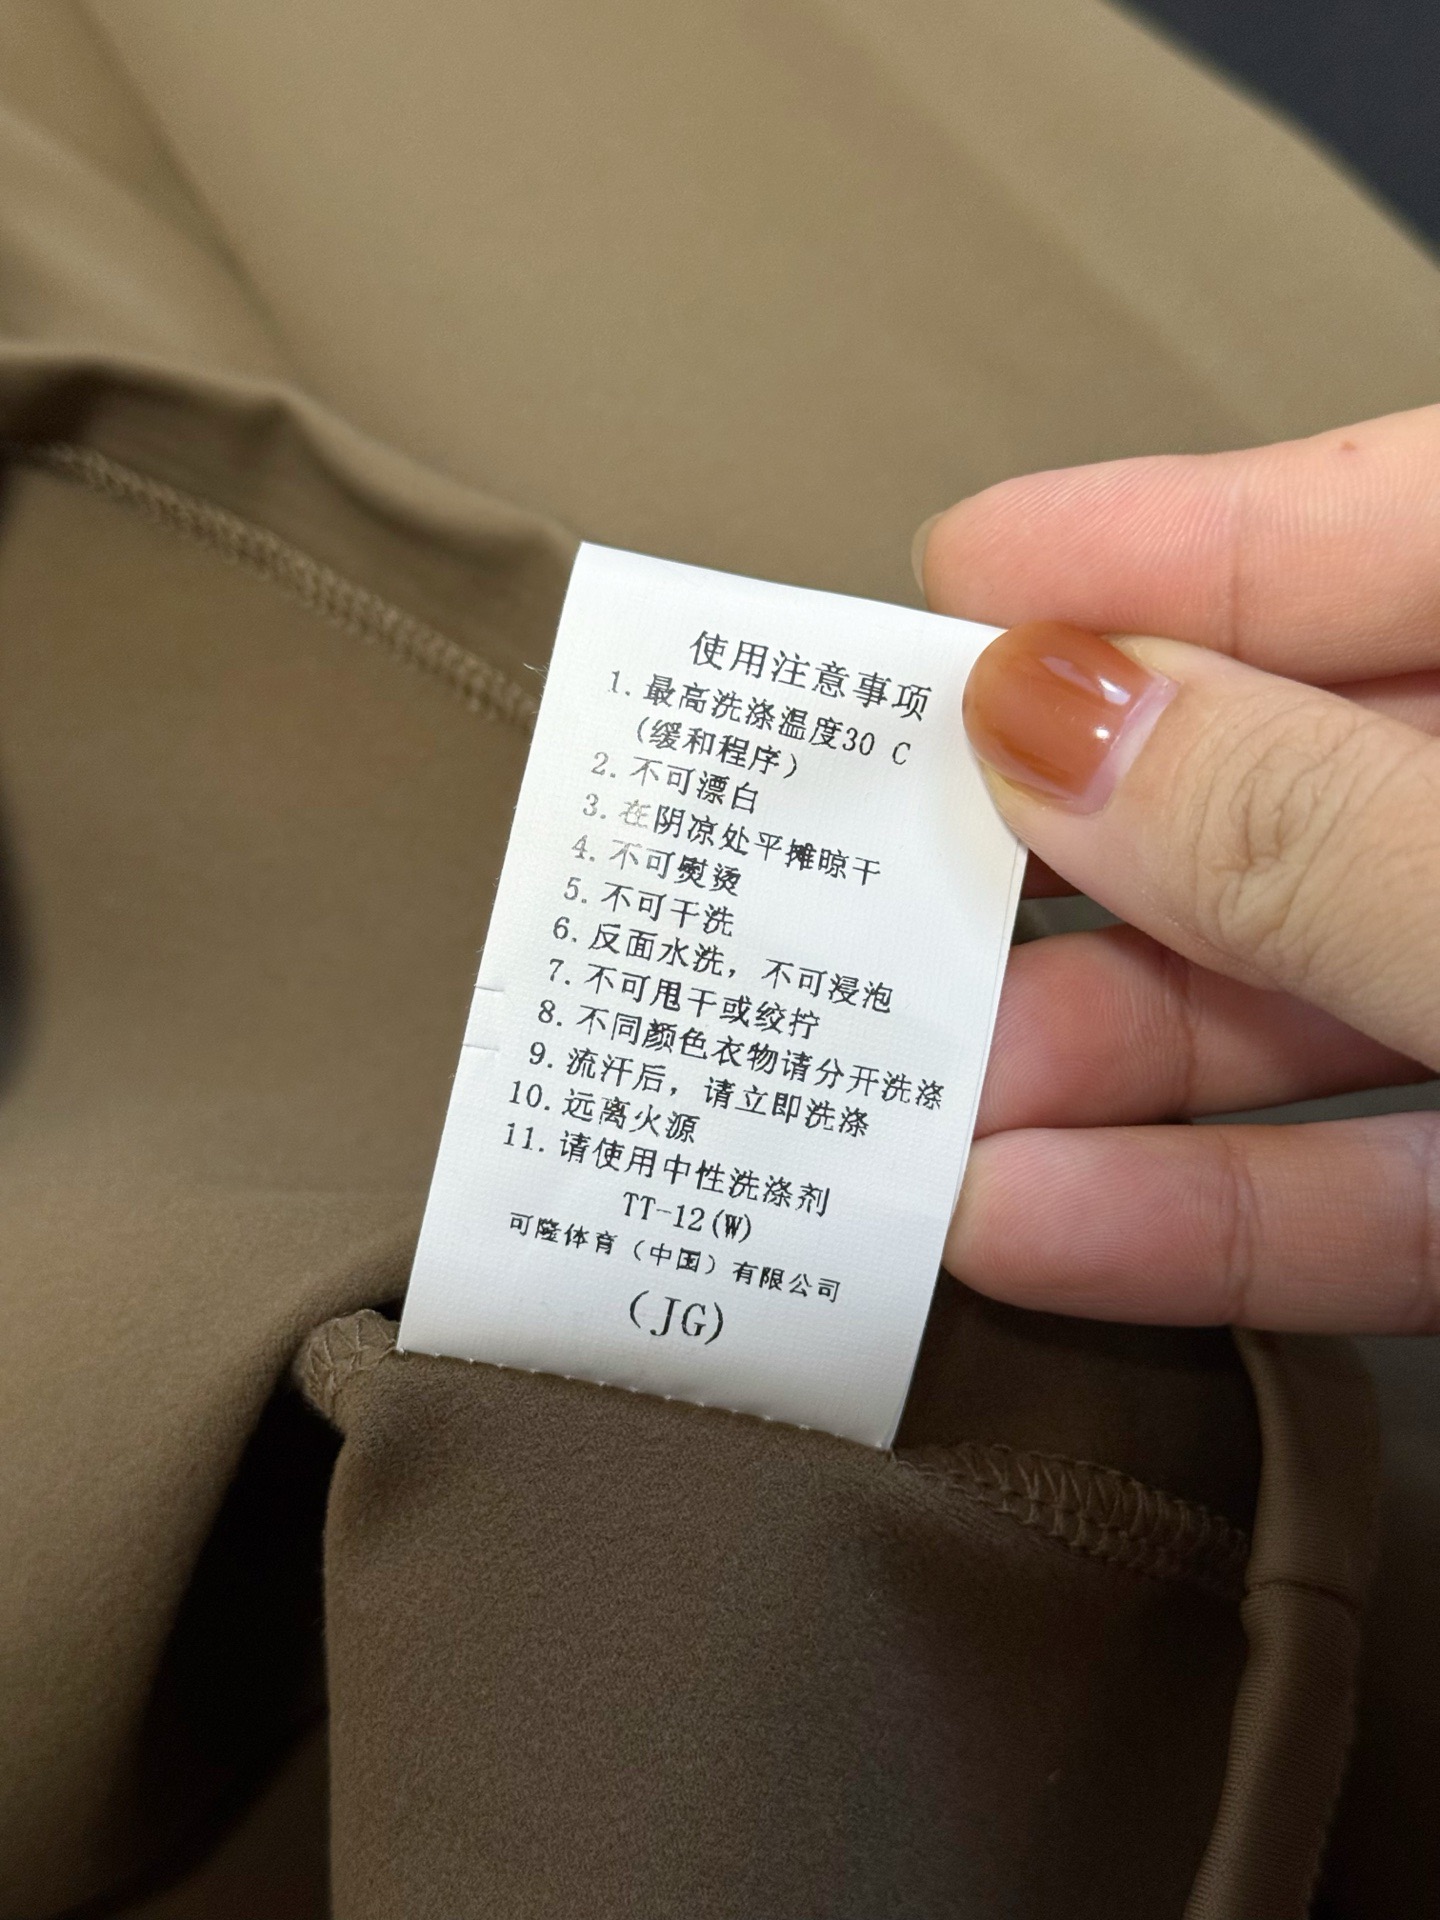 使用注意事项
1. 最高洗涤温度30 C
(缓和程序)
2. 不可漂白
3. 在阴凉处平摊晾干
4. 不可熨烫
5. 不可干洗
6. 反面水洗，不可浸泡
7. 不可甩干或绞拧
8. 不同颜色衣物请分开洗涤
9. 流汗后，请立即洗涤
10. 远离火源
11. 请使用中性洗涤剂
TT-12(W)
可隆体育（中国）有限公司
(JG)